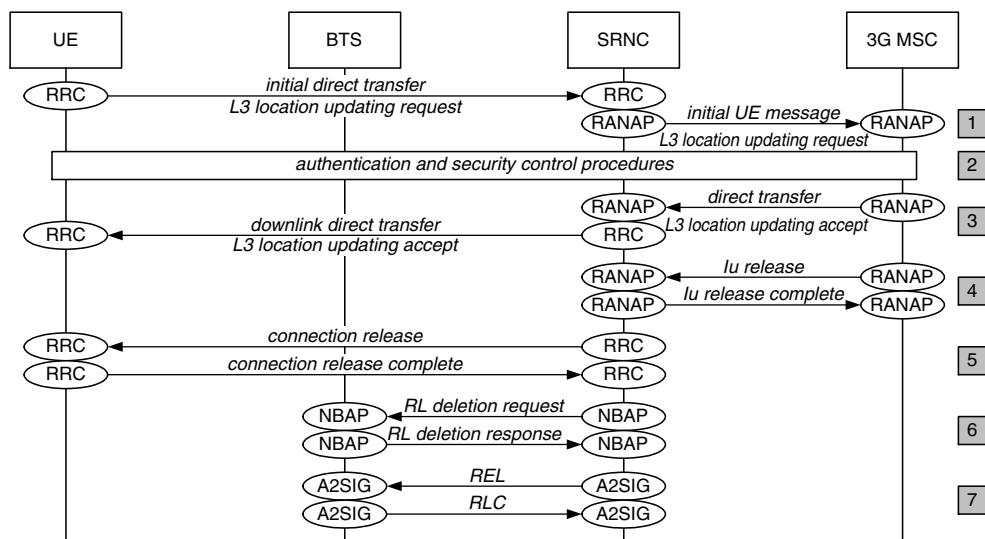 UE BTS SRNC 3G MSC
initial direct transfer
RRC RRC
L3 location updating request
initial UE message
RANAP RANAP 1
L3 location updating request
authentication and security control procedures 2
direct transfer
RANAP RANAP
L3 location updating accept 3
downlink direct transfer
RRC RRC
L3 location updating accept
Iu release
RANAP RANAP
4
Iu release complete
RANAP RANAP
connection release
RRC RRC
5
connection release complete
RRC RRC
RL deletion request
NBAP NBAP
6
RL deletion response
NBAP NBAP
REL
A2SIG A2SIG
7
RLC
A2SIG A2SIG